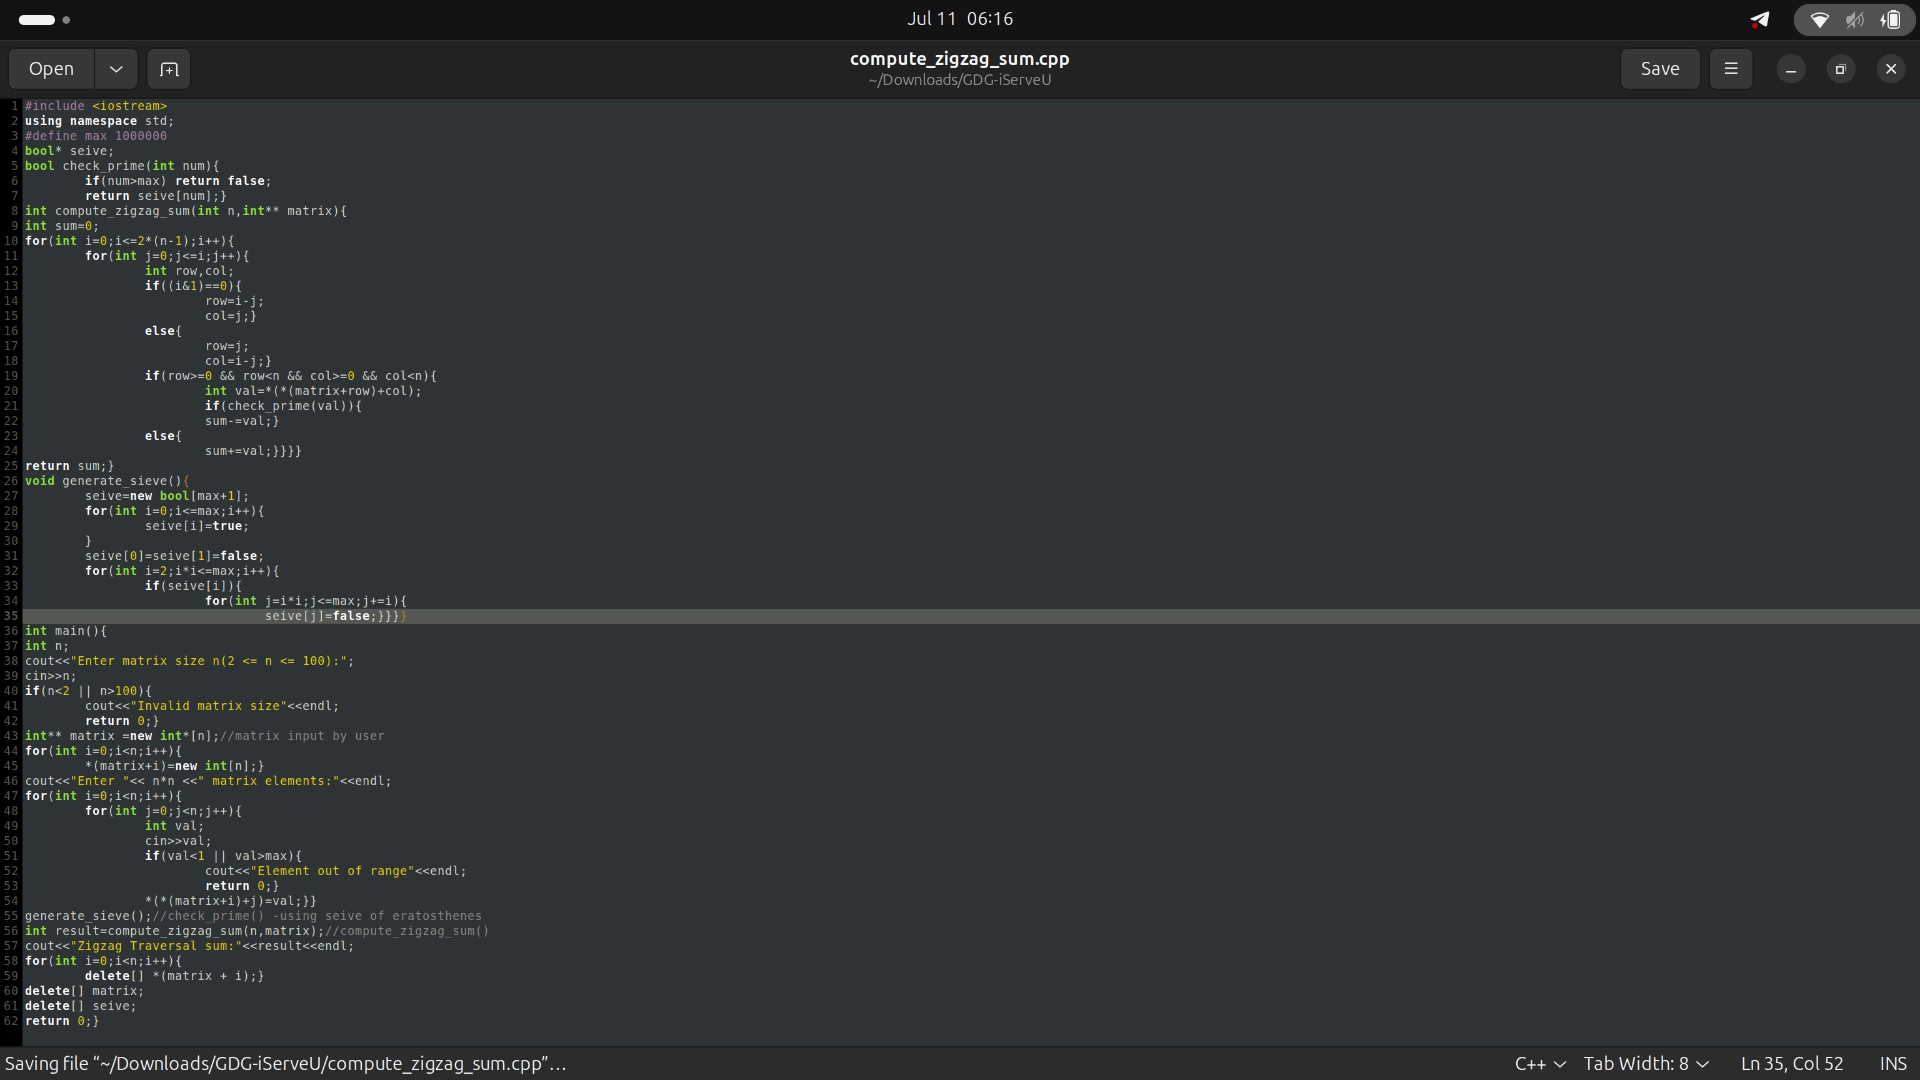 Jul 11 06:16
Open
compute_zigzag_sum.cpp
~/Downloads/GDG-iServeU
Save
1 #include <iostream>
2 using namespace std;
3 #define max 1000000
4 bool* seive;
5 bool check_prime(int num){
6         if(num>max) return false;
7         return seive[num];}
8 int compute_zigzag_sum(int n,int** matrix){
9 int sum=0;
10 for(int i=0;i<=2*(n-1);i++){
11         for(int j=0;j<=i;j++){
12                 int row,col;
13                 if((i&1)==0){
14                         row=i-j;
15                         col=j;}
16                 else{
17                         row=j;
18                         col=i-j;}
19                 if(row>=0 && row<n && col>=0 && col<n){
20                         int val=*(*(matrix+row)+col);
21                         if(check_prime(val)){
22                         sum-=val;}
23                 else{
24                         sum+=val;}}}}
25 return sum;}
26 void generate_sieve(){
27         seive=new bool[max+1];
28         for(int i=0;i<=max;i++){
29                 seive[i]=true;
30         }
31         seive[0]=seive[1]=false;
32         for(int i=2;i*i<=max;i++){
33                 if(seive[i]){
34                         for(int j=i*i;j<=max;j+=i){
35                                 seive[j]=false;}}}}
36 int main(){
37 int n;
38 cout<<"Enter matrix size n(2 <= n <= 100):";
39 cin>>n;
40 if(n<2 || n>100){
41         cout<<"Invalid matrix size"<<endl;
42         return 0;}
43 int** matrix =new int*[n];//matrix input by user
44 for(int i=0;i<n;i++){
45         *(matrix+i)=new int[n];}
46 cout<<"Enter "<< n*n <<" matrix elements:"<<endl;
47 for(int i=0;i<n;i++){
48         for(int j=0;j<n;j++){
49                 int val;
50                 cin>>val;
51                 if(val<1 || val>max){
52                         cout<<"Element out of range"<<endl;
53                         return 0;}
54                 *(*(matrix+i)+j)=val;}}
55 generate_sieve();//check_prime() -using seive of eratosthenes
56 int result=compute_zigzag_sum(n,matrix);//compute_zigzag_sum()
57 cout<<"Zigzag Traversal sum:"<<result<<endl;
58 for(int i=0;i<n;i++){
59         delete[] *(matrix + i);}
60 delete[] matrix;
61 delete[] seive;
62 return 0;}
Saving file “~/Downloads/GDG-iServeU/compute_zigzag_sum.cpp”…
C++
Tab Width: 8
Ln 35, Col 52
INS